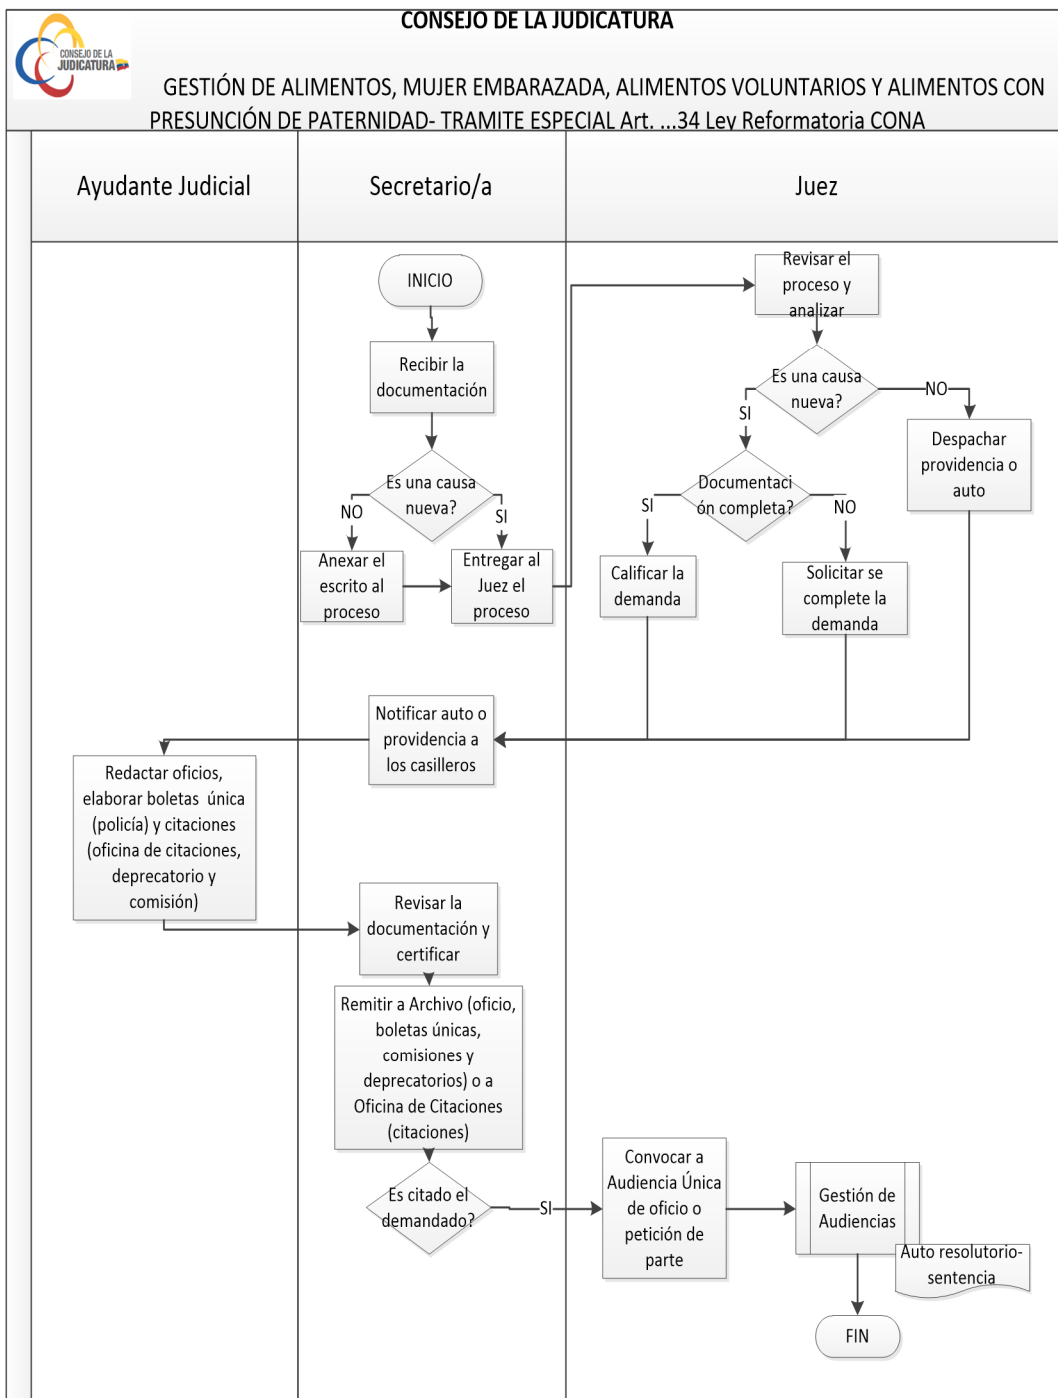 CONSEJO DE LA JUDICATURA
CONSEJO DE LA
JUDICATURA
GESTIÓN DE ALIMENTOS, MUJER EMBARAZADA, ALIMENTOS VOLUNTARIOS Y ALIMENTOS CON
PRESUNCIÓN DE PATERNIDAD- TRAMITE ESPECIAL Art. ...34 Ley Reformatoria CONA
Ayudante Judicial
Secretario/a
Juez
INICIO
Recibir la
documentación
Es una causa
nueva?
NO
SI
Anexar el
escrito al
proceso
Entregar al
Juez el
proceso
Revisar el
proceso y
analizar
Es una causa
nueva?
SI
NO
Despachar
providencia o
auto
Documentaci
ón completa?
SI
NO
Calificar la
demanda
Solicitar se
complete la
demanda
Notificar auto o
providencia a
los casilleros
Redactar oficios,
elaborar boletas única
(policía) y citaciones
(oficina de citaciones,
deprecatorio y
comisión)
Revisar la
documentación y
certificar
Remitir a Archivo (oficio,
boletas únicas,
comisiones y
deprecatorios) o a
Oficina de Citaciones
(citaciones)
Es citado el
demandado?
SI
Convocar a
Audiencia Única
de oficio o
petición de
parte
Gestión de
Audiencias
Auto resolutorio-
sentencia
FIN